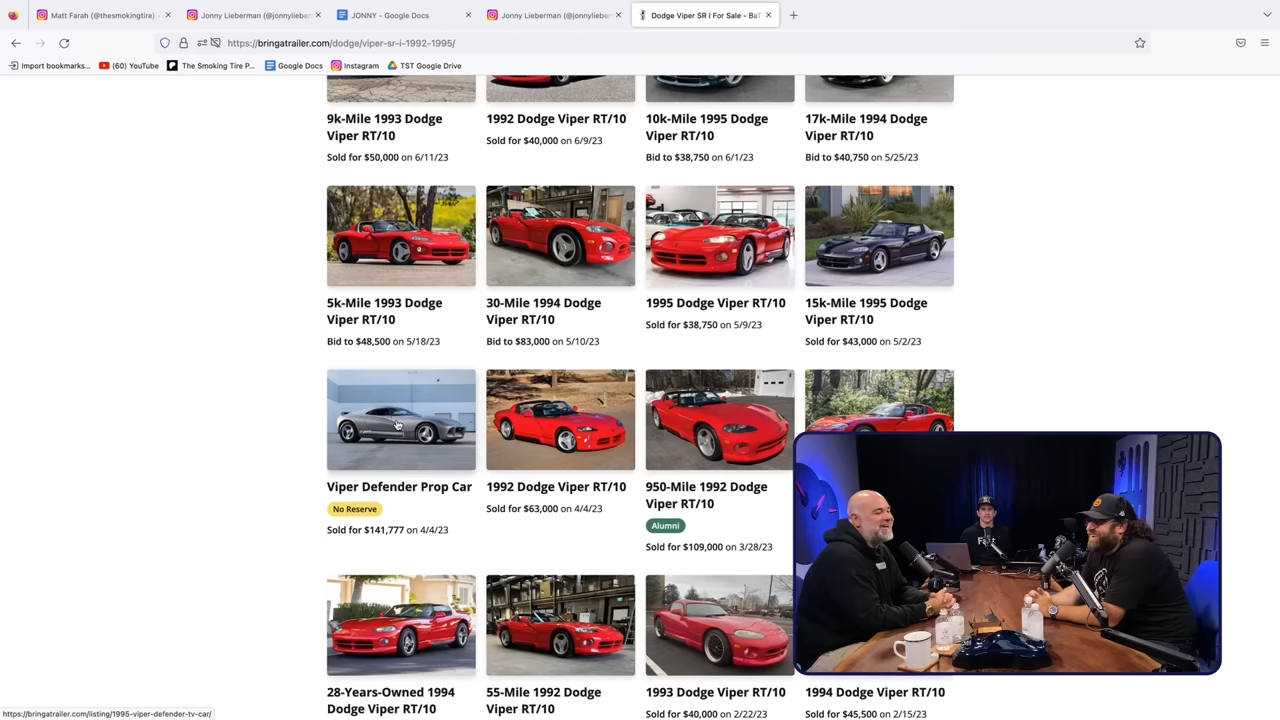 Matt Farah (@thesmokingtire)
Jonny Lieberman (@jonnylieber
JONNY - Google Docs
Jonny Lieberman (@jonnylieber
Dodge Viper SR I For Sale - BaT
https://bringatrailer.com/dodge/viper-sr-i-1992-1995/
Import bookmarks...
(60) YouTube
The Smoking Tire P...
Google Docs
Instagram
TST Google Drive
9k-Mile 1993 Dodge
Viper RT/10
Sold for $50,000 on 6/11/23
1992 Dodge Viper RT/10
Sold for $40,000 on 6/9/23
10k-Mile 1995 Dodge
Viper RT/10
Bid to $38,750 on 6/1/23
17k-Mile 1994 Dodge
Viper RT/10
Bid to $40,750 on 5/25/23
5k-Mile 1993 Dodge
Viper RT/10
Bid to $48,500 on 5/18/23
30-Mile 1994 Dodge
Viper RT/10
Bid to $83,000 on 5/10/23
1995 Dodge Viper RT/10
Sold for $38,750 on 5/9/23
15k-Mile 1995 Dodge
Viper RT/10
Sold for $43,000 on 5/2/23
Viper Defender Prop Car
No Reserve
Sold for $141,777 on 4/4/23
1992 Dodge Viper RT/10
Sold for $63,000 on 4/4/23
950-Mile 1992 Dodge
Viper RT/10
Alumni
Sold for $109,000 on 3/28/23
28-Years-Owned 1994
Dodge Viper RT/10
55-Mile 1992 Dodge
Viper RT/10
1993 Dodge Viper RT/10
Sold for $40,000 on 2/22/23
1994 Dodge Viper RT/10
Sold for $45,500 on 2/15/23
https://bringatrailer.com/listing/1995-viper-defender-tv-car/